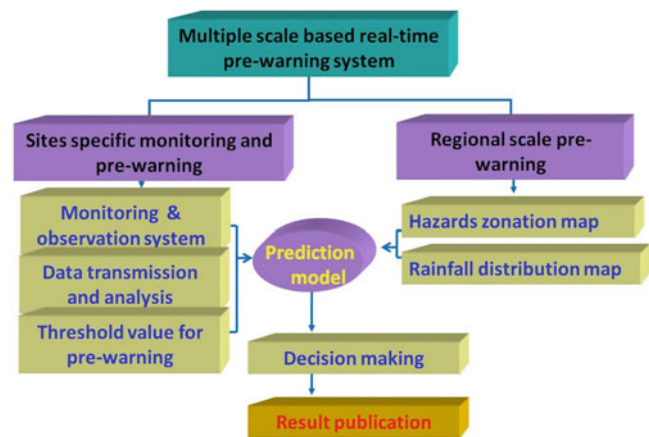 Multiple scale based real-time
pre-warning system
Sites specific monitoring and
pre-warning
Regional scale pre-
warning
Monitoring &
observation system
Data transmission
and analysis
Threshold value for
pre-warning
Prediction
model
Hazards zonation map
Rainfall distribution map
Decision making
Result publication